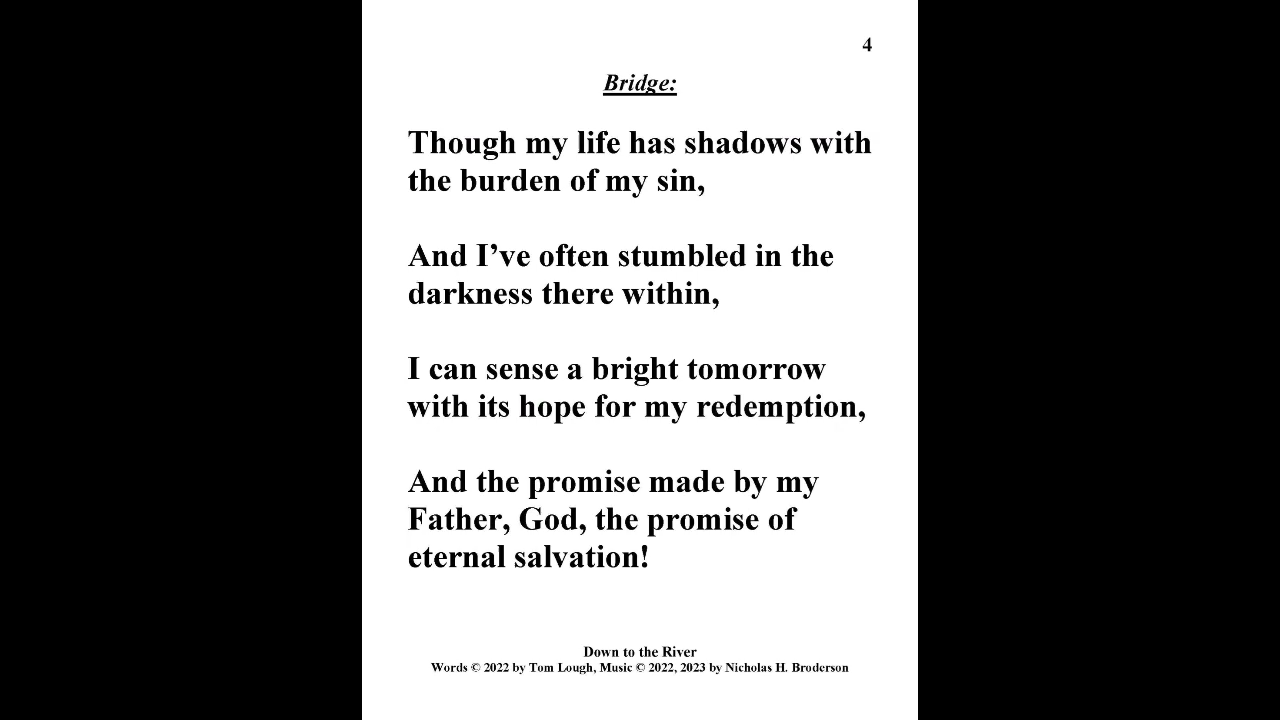 4
Bridge:
Though my life has shadows with
the burden of my sin,
And I’ve often stumbled in the
darkness there within,
I can sense a bright tomorrow
with its hope for my redemption,
And the promise made by my
Father, God, the promise of
eternal salvation!
Down to the River
Words © 2022 by Tom Lough, Music © 2022, 2023 by Nicholas H. Broderson